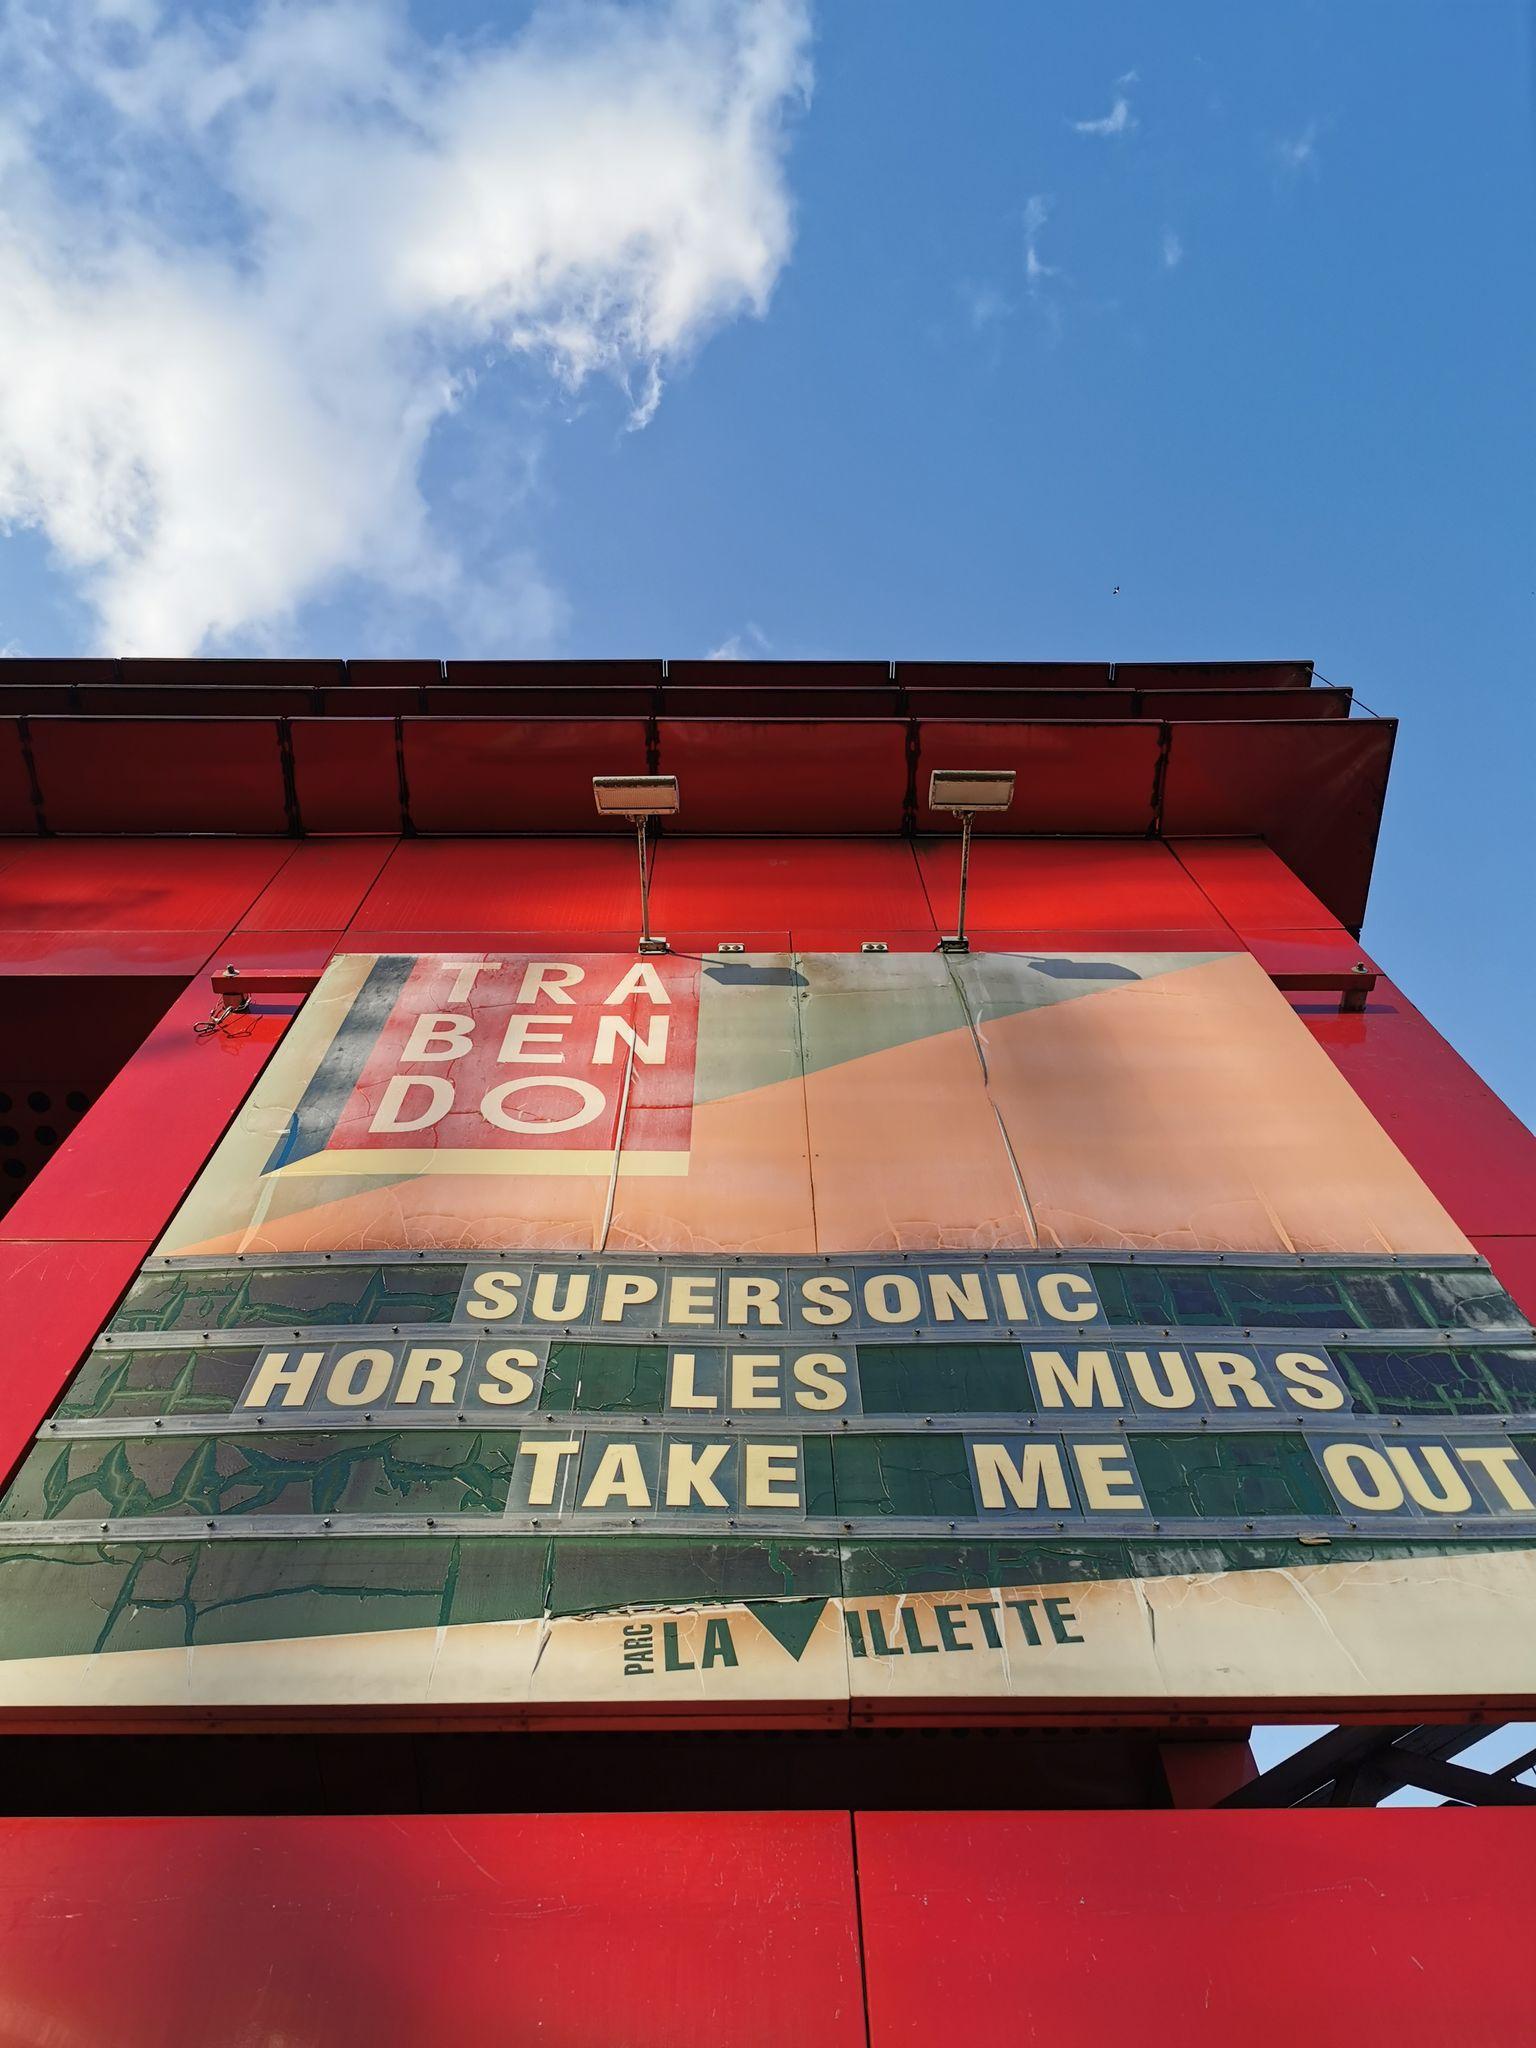 TRA
BEN
DO
SUPERSONIC
HORS LES MURS
TAKE ME OUT
PARC LA VILLETTE